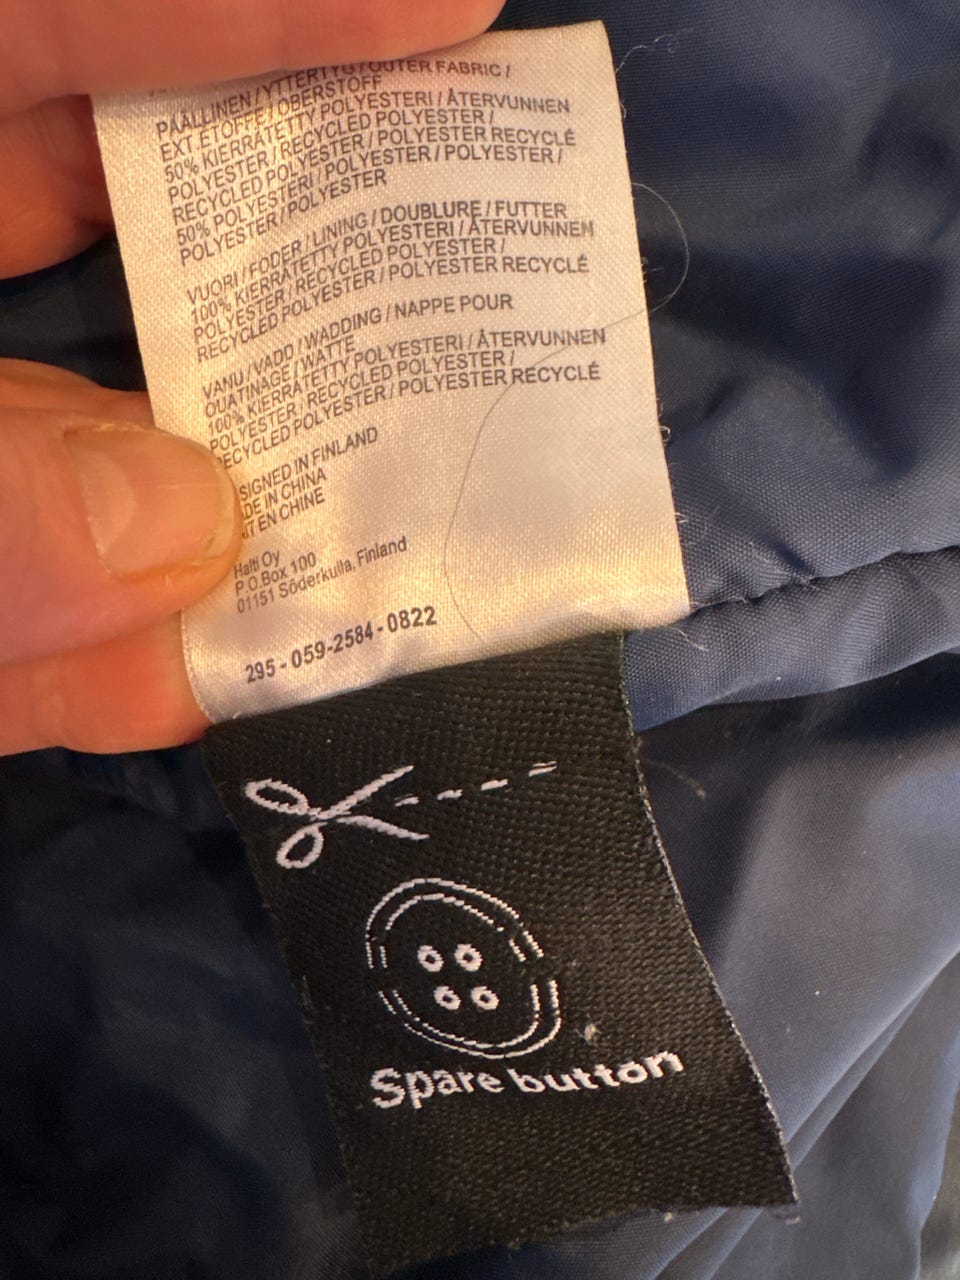 PÄÄLLINEN / YTTERTYG / OUTER FABRIC /
EXT.ETOFFE / OBERSTOFF
50% KIERRÄTETTY POLYESTERI / ÅTERVUNNEN
POLYESTER / RECYCLED POLYESTER /
RECYCLED POLYESTER / POLYESTER RECYCLÉ
50% POLYESTERI / POLYESTER / POLYESTER /
POLYESTER / POLYESTER
VUORI / FODER / LINING / DOUBLURE / FUTTER
100% KIERRÄTETTY POLYESTERI / ÅTERVUNNEN
POLYESTER / RECYCLED POLYESTER /
RECYCLED POLYESTER / POLYESTER RECYCLÉ
VANU / VADD / WADDING / NAPPE POUR
OUATINAGE / WATTE
100% KIERRÄTETTY POLYESTERI / ÅTERVUNNEN
POLYESTER / RECYCLED POLYESTER /
RECYCLED POLYESTER / POLYESTER RECYCLÉ
SIGNED IN FINLAND
DE IN CHINA
IT EN CHINE
Halti Oy
P.O.Box 100
01151 Söderkulla, Finland
295 - 059-2584 - 0822
Spare button